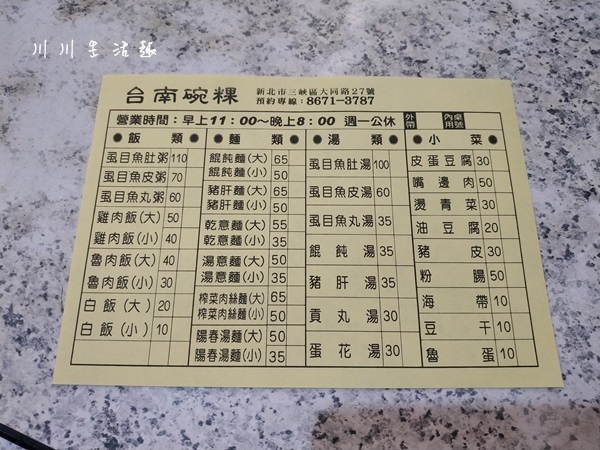 川川生活趣
台南碗粿
新北市三峽區大同路27號
預約專線：8671-3787
營業時間：早上11：00～晚上8：00 週一公休
外帶
內用
桌號
●飯類●
虱目魚肚粥 110
虱目魚皮粥 70
虱目魚丸粥 60
雞肉飯(大) 50
雞肉飯(小) 40
魯肉飯(大) 40
魯肉飯(小) 30
白飯(大) 20
白飯(小) 10
●麵類●
餛飩麵(大) 65
餛飩麵(小) 50
豬肝麵(大) 65
豬肝麵(小) 50
乾意麵(大) 55
乾意麵(小) 35
湯意麵(大) 50
湯意麵(小) 35
榨菜肉絲麵(大) 65
榨菜肉絲麵(小) 50
陽春湯麵(大) 50
陽春湯麵(小) 35
●湯類●
虱目魚肚湯 100
虱目魚皮湯 60
虱目魚丸湯 35
餛飩湯 35
豬肝湯 35
貢丸湯 30
蛋花湯 30
●小菜●
皮蛋豆腐 30
嘴邊肉 50
燙青菜 30
油豆腐 20
豬皮 30
粉腸 50
海帶 10
豆干 10
魯蛋 10